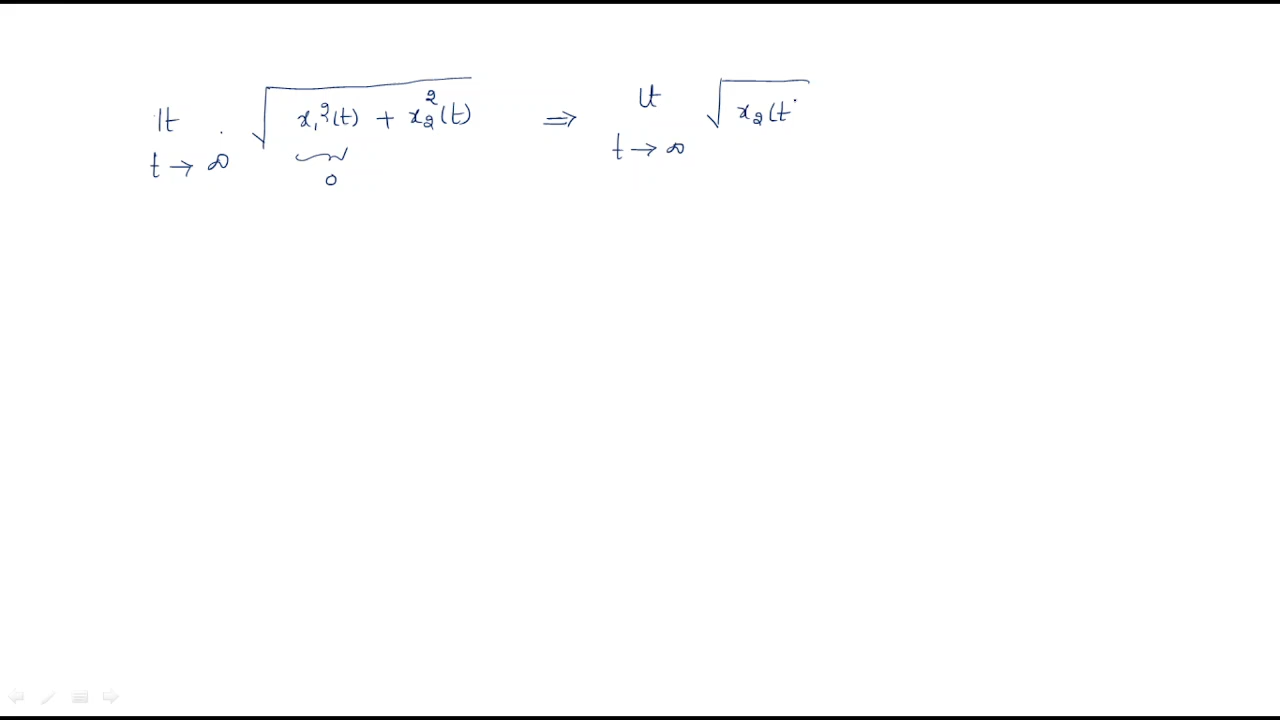 lt t → ∞ √(x₁²(t) + x₂²(t)) ⇒ lt t → ∞ √(x₂(t
0